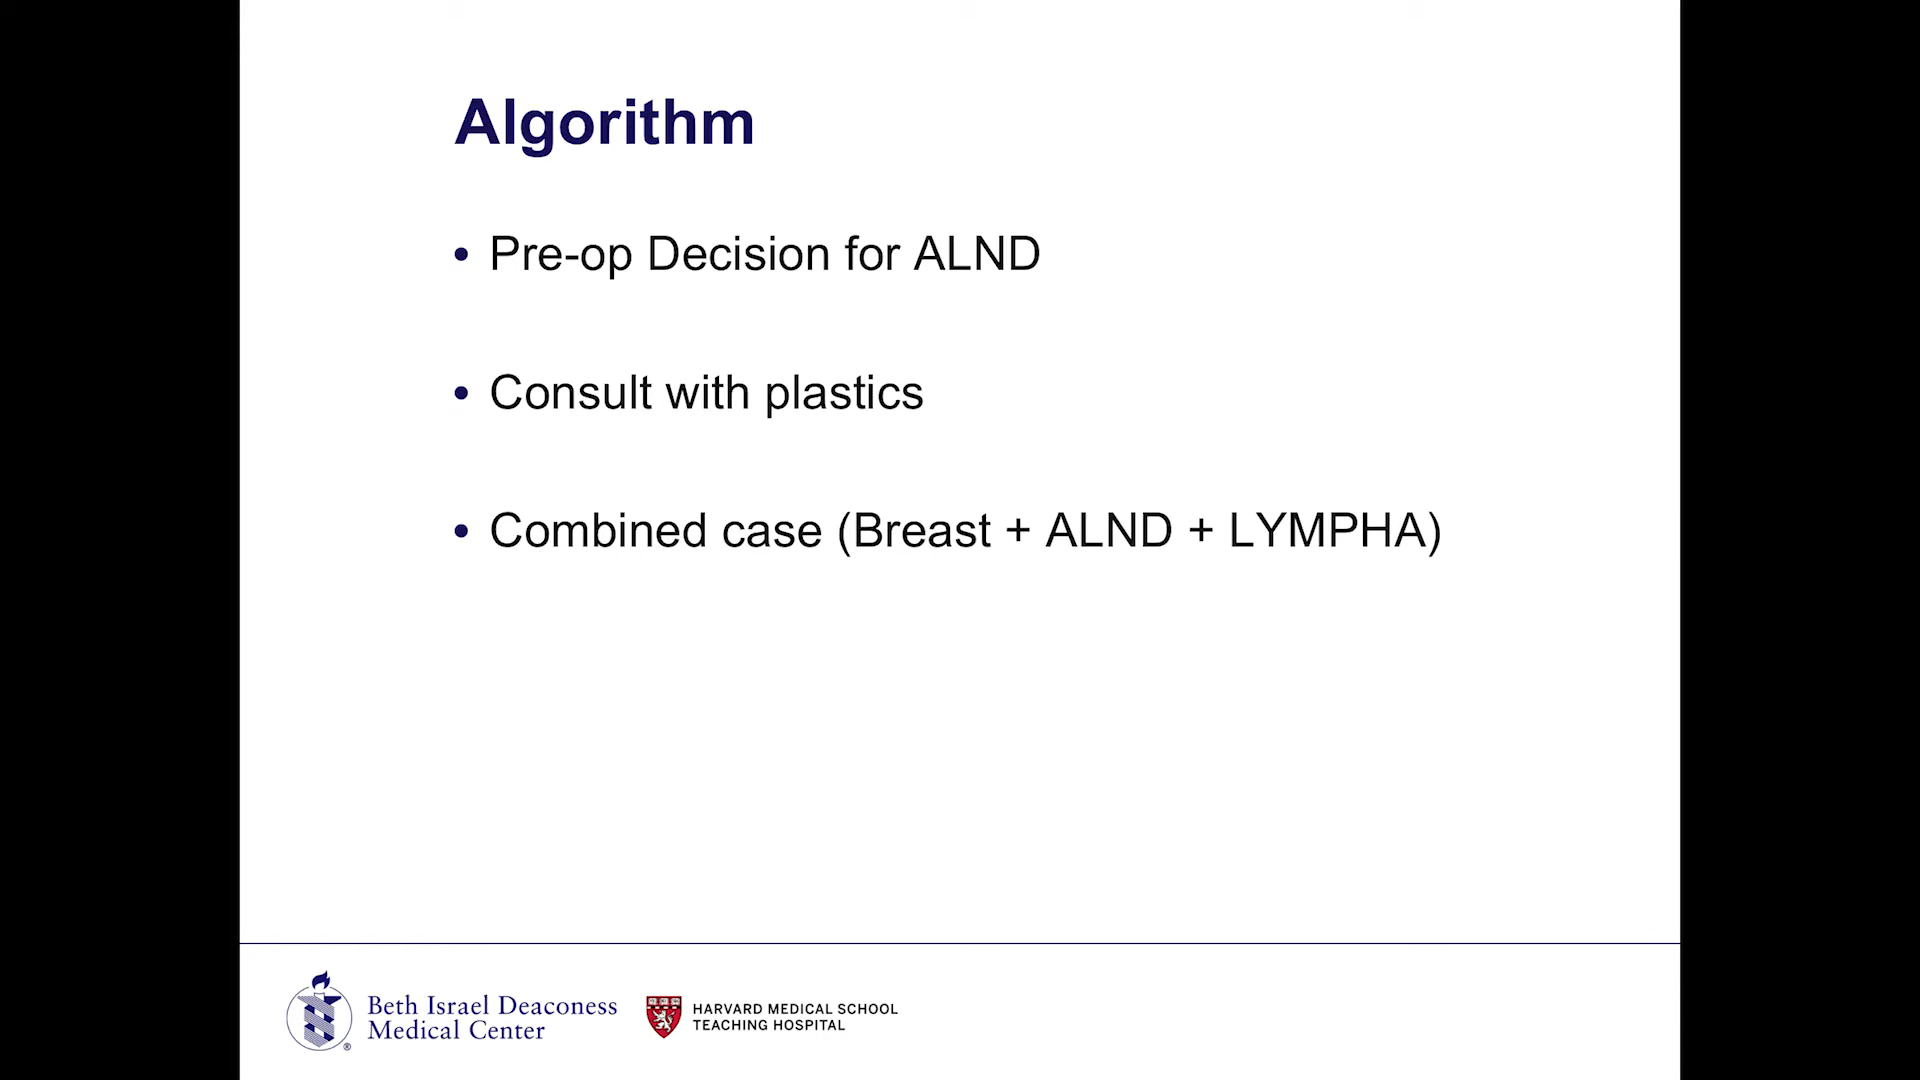 Algorithm
• Pre-op Decision for ALND
• Consult with plastics
• Combined case (Breast + ALND + LYMPHA)
Beth Israel Deaconess
Medical Center
®
HARVARD MEDICAL SCHOOL
TEACHING HOSPITAL